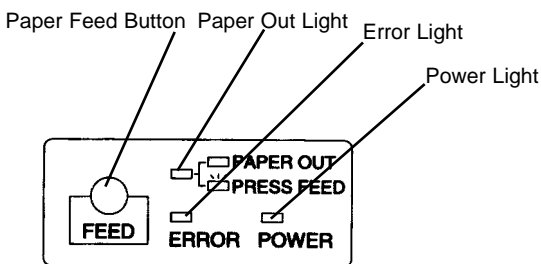 Paper Feed Button
Paper Out Light
Error Light
Power Light
PAPER OUT
PRESS FEED
FEED
ERROR
POWER